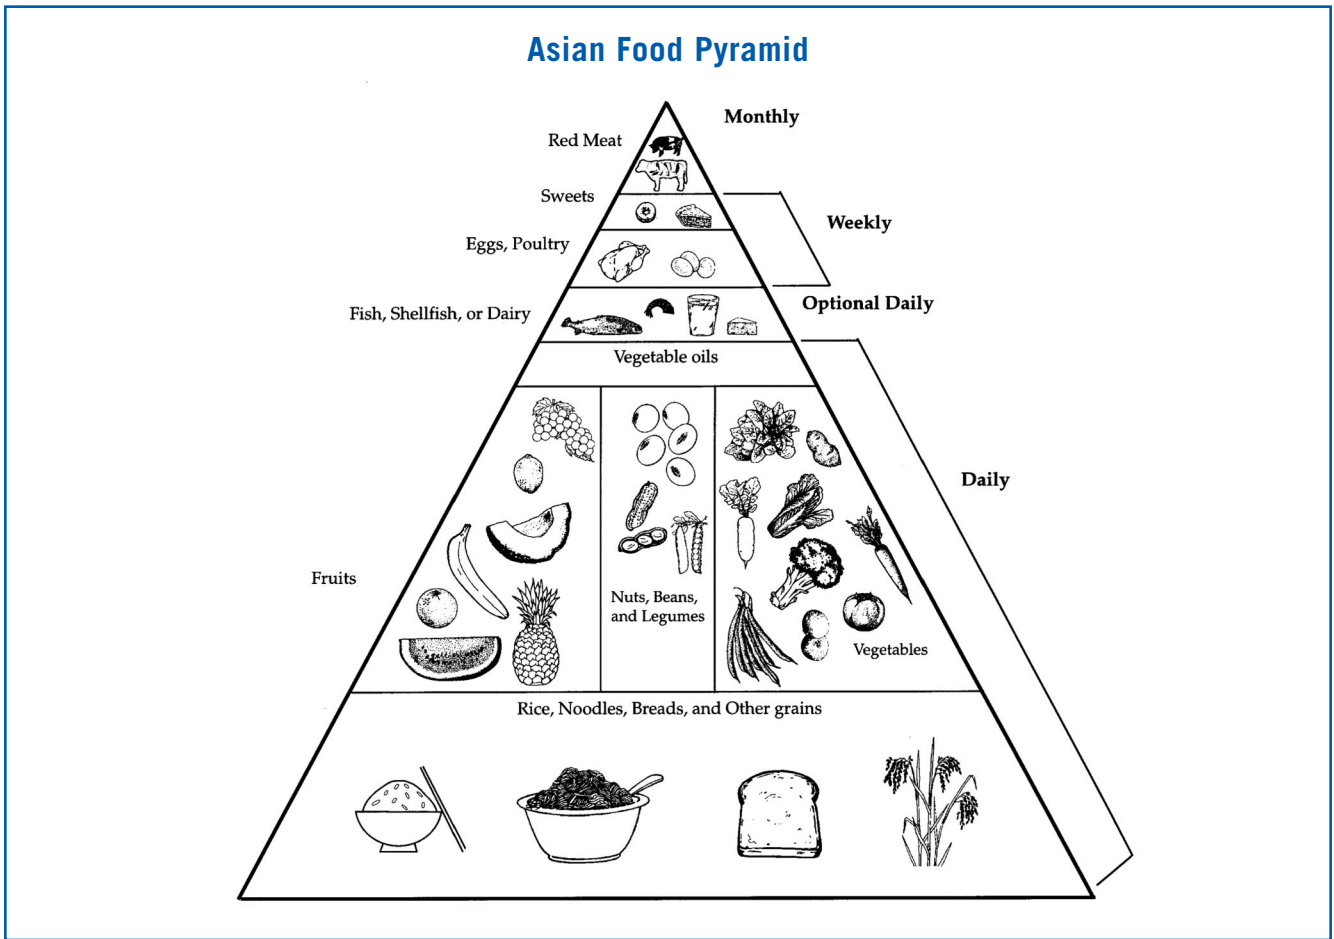 Asian Food Pyramid
Monthly
Red Meat
Sweets
Weekly
Eggs, Poultry
Optional Daily
Fish, Shellfish, or Dairy
Vegetable oils
Daily
Fruits
Nuts, Beans,
and Legumes
Vegetables
Rice, Noodles, Breads, and Other grains